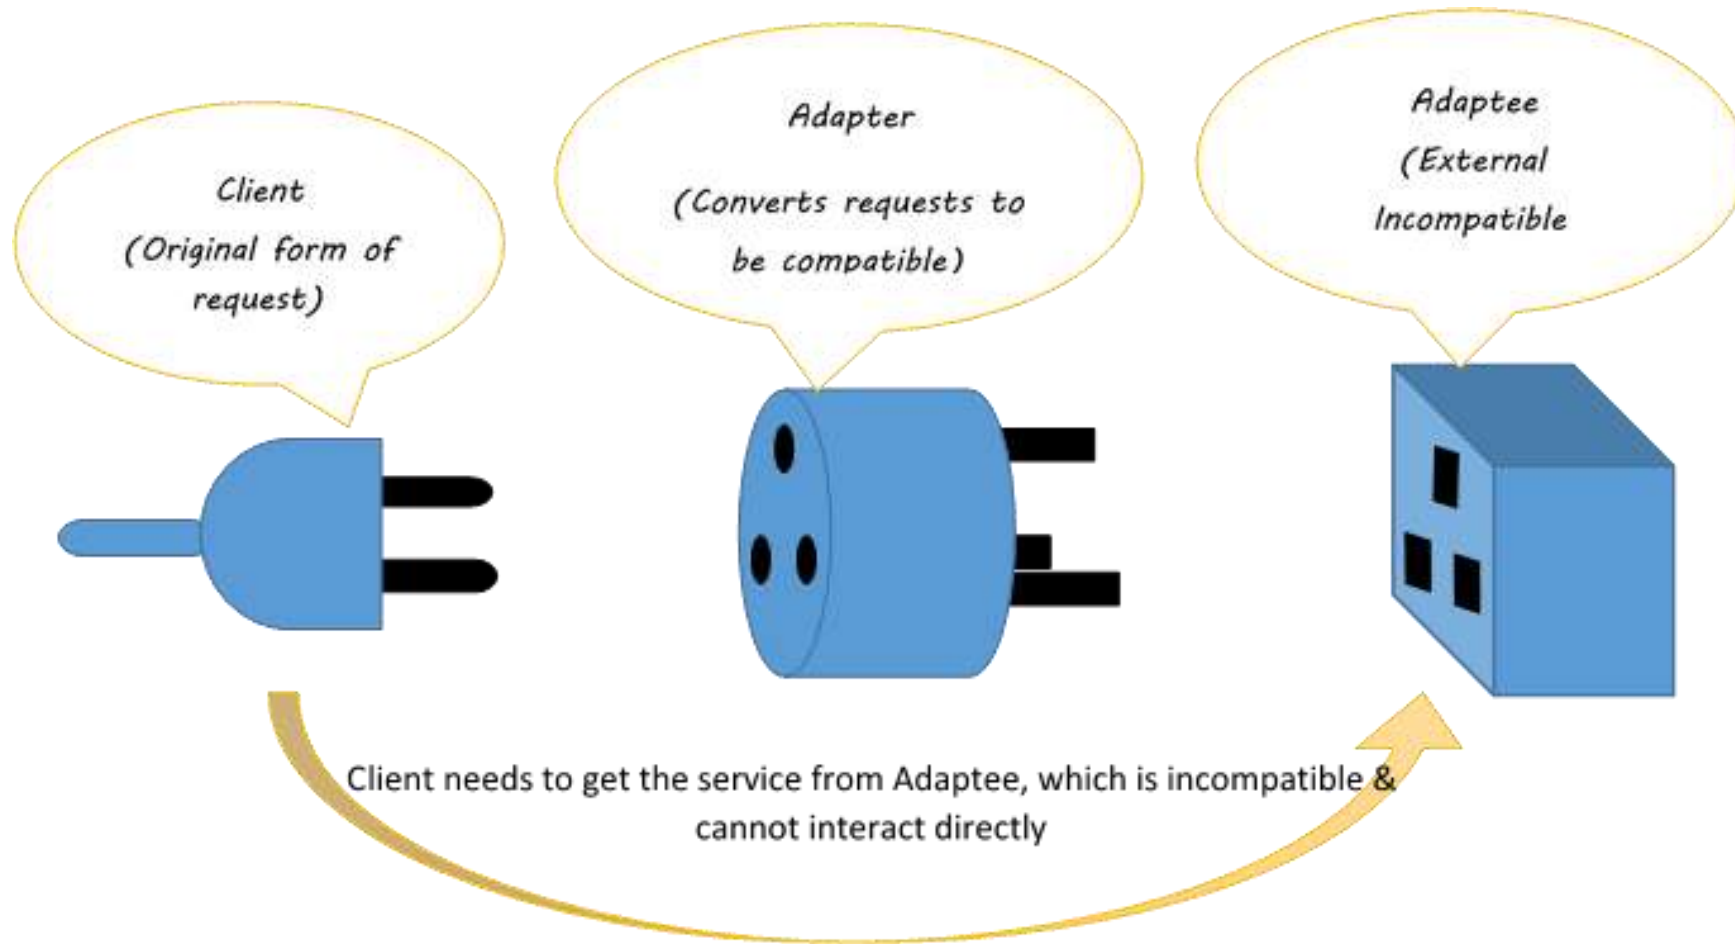 Client
(Original form of
request)
Adapter
(Converts requests to
be compatible)
Adaptee
(External
Incompatible
Client needs to get the service from Adaptee, which is incompatible &
cannot interact directly